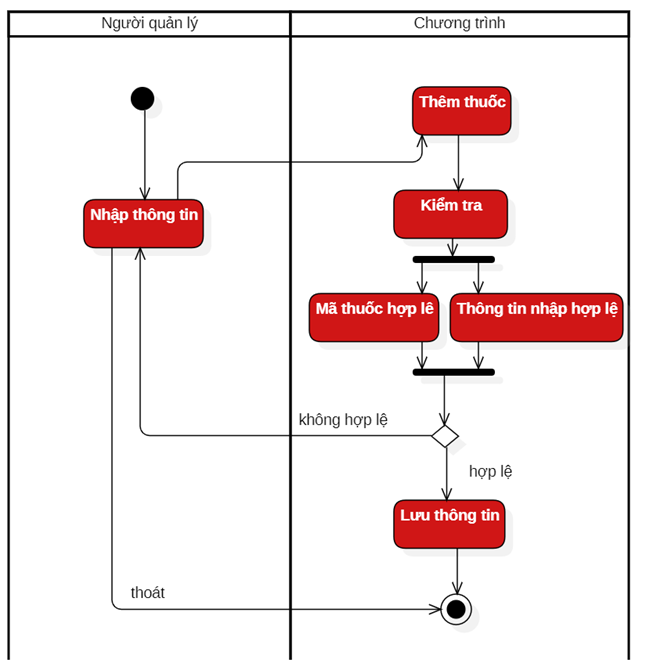 Người quản lý
Chương trình
Thêm thuốc
Kiểm tra
Nhập thông tin
Mã thuốc hợp lê
Thông tin nhập hợp lệ
không hợp lệ
hợp lệ
Lưu thông tin
thoát